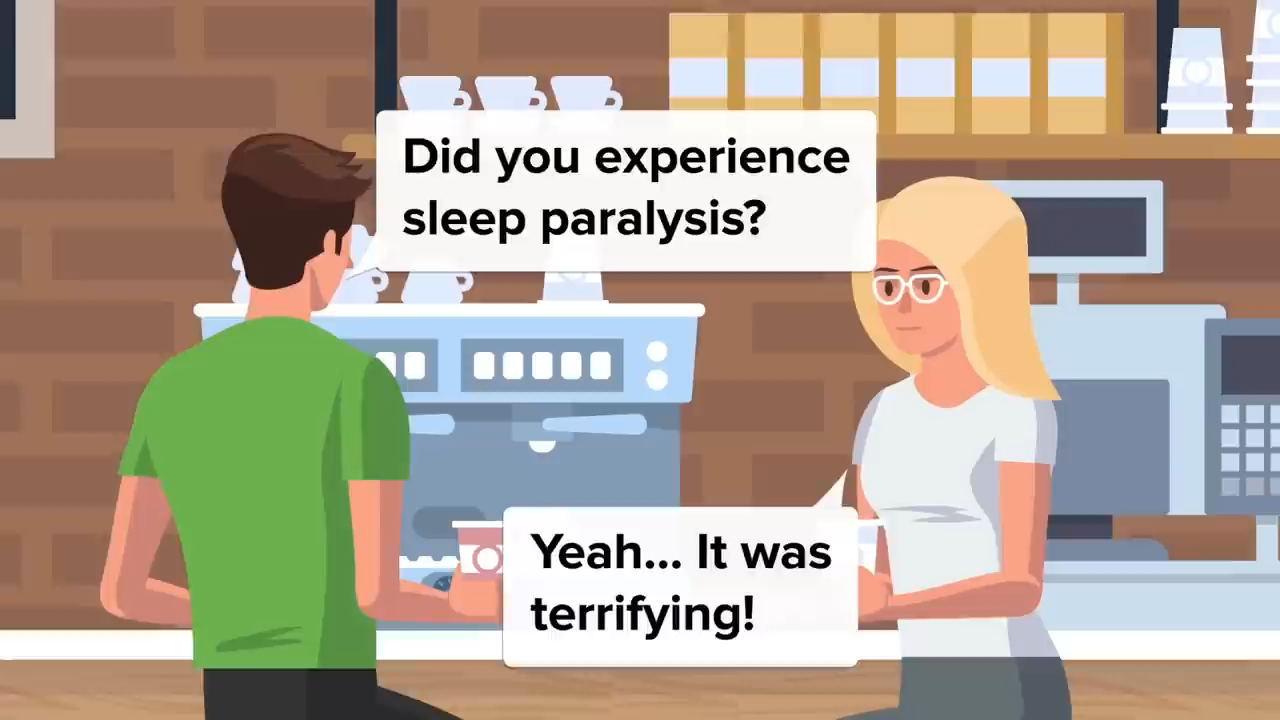 Did you experience
sleep paralysis?
Yeah... It was
terrifying!